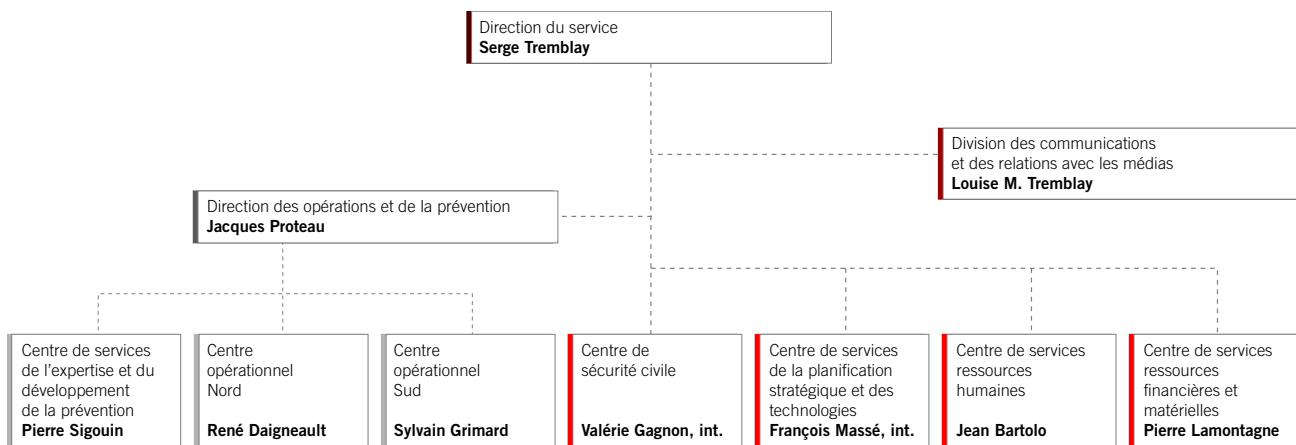 Direction du service
Serge Tremblay
Division des communications
et des relations avec les médias
Louise M. Tremblay
Direction des opérations et de la prévention
Jacques Proteau
Centre de services
de l'expertise et du
développement
de la prévention
Pierre Sigouin
Centre
opérationnel
Nord
René Daigneault
Centre
opérationnel
Sud
Sylvain Grimard
Centre de
sécurité civile
Valérie Gagnon, int.
Centre de services
de la planification
stratégique et des
technologies
François Massé, int.
Centre de services
ressources
humaines
Jean Bartolo
Centre de services
ressources
financières et
matérielles
Pierre Lamontagne